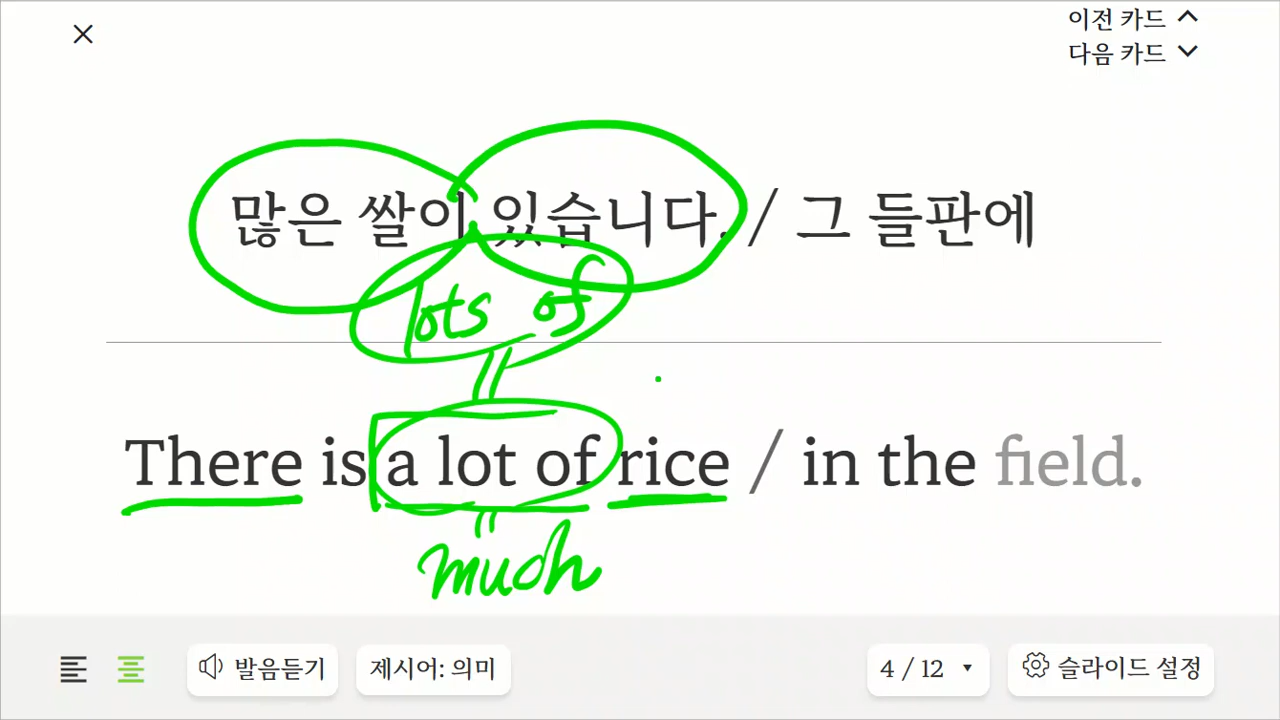 이전 카드
다음 카드
많은 쌀이 있습니다. / 그 들판에
lots of
There is a lot of rice / in the field.
much
발음듣기
제시어: 의미
4 / 12
슬라이드 설정